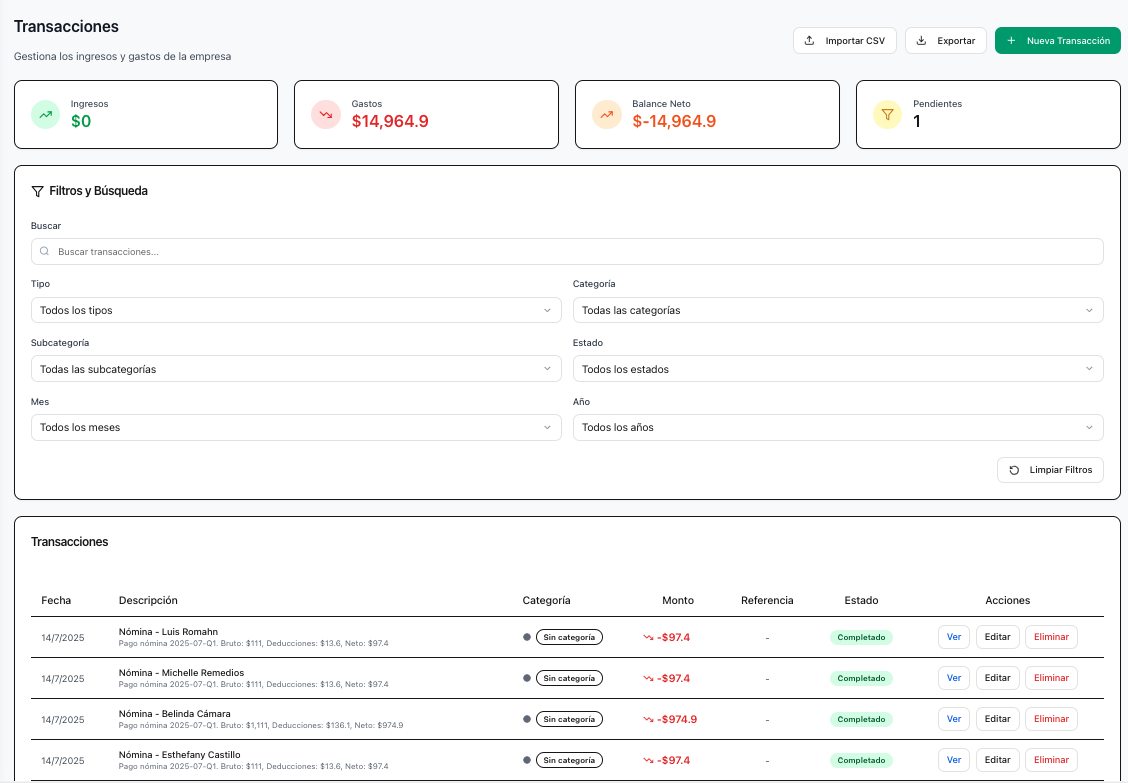 Transacciones
Gestiona los ingresos y gastos de la empresa
Importar CSV
Exportar
Nueva Transacción
Ingresos
$0
Gastos
$14,964.9
Balance Neto
$-14,964.9
Pendientes
1
Filtros y Búsqueda
Buscar
Buscar transacciones...
Tipo
Categoría
Todos los tipos
Todas las categorías
Subcategoría
Estado
Todas las subcategorías
Todos los estados
Mes
Año
Todos los meses
Todos los años
Limpiar Filtros
Transacciones
Fecha Descripción Categoría Monto Referencia Estado Acciones
14/7/2025 Nómina - Luis Romahn Sin categoría -$97.4 - Completado Ver Editar Eliminar
Pago nómina 2025-07-Q1. Bruto: $111, Deducciones: $13.6, Neto: $97.4
14/7/2025 Nómina - Michelle Remedios Sin categoría -$97.4 - Completado Ver Editar Eliminar
Pago nómina 2025-07-Q1. Bruto: $111, Deducciones: $13.6, Neto: $97.4
14/7/2025 Nómina - Belinda Cámara Sin categoría -$974.9 - Completado Ver Editar Eliminar
Pago nómina 2025-07-Q1. Bruto: $1,111, Deducciones: $136.1, Neto: $974.9
14/7/2025 Nómina - Esthefany Castillo Sin categoría -$97.4 - Completado Ver Editar Eliminar
Pago nómina 2025-07-Q1. Bruto: $111, Deducciones: $13.6, Neto: $97.4